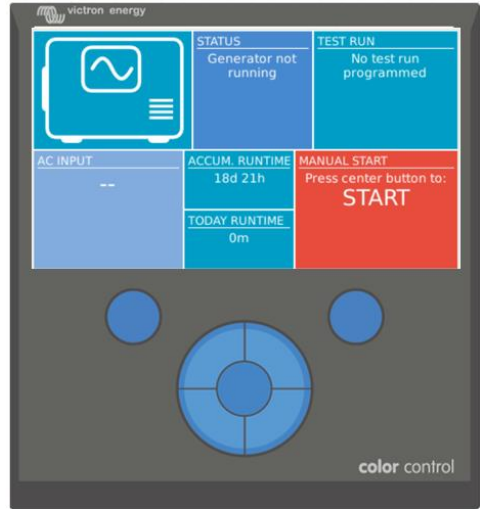 victron energy
STATUS
Generator not
running
TEST RUN
No test run
programmed
AC INPUT
--
ACCUM. RUNTIME
18d 21h
TODAY RUNTIME
0m
MANUAL START
Press center button to:
START
color control